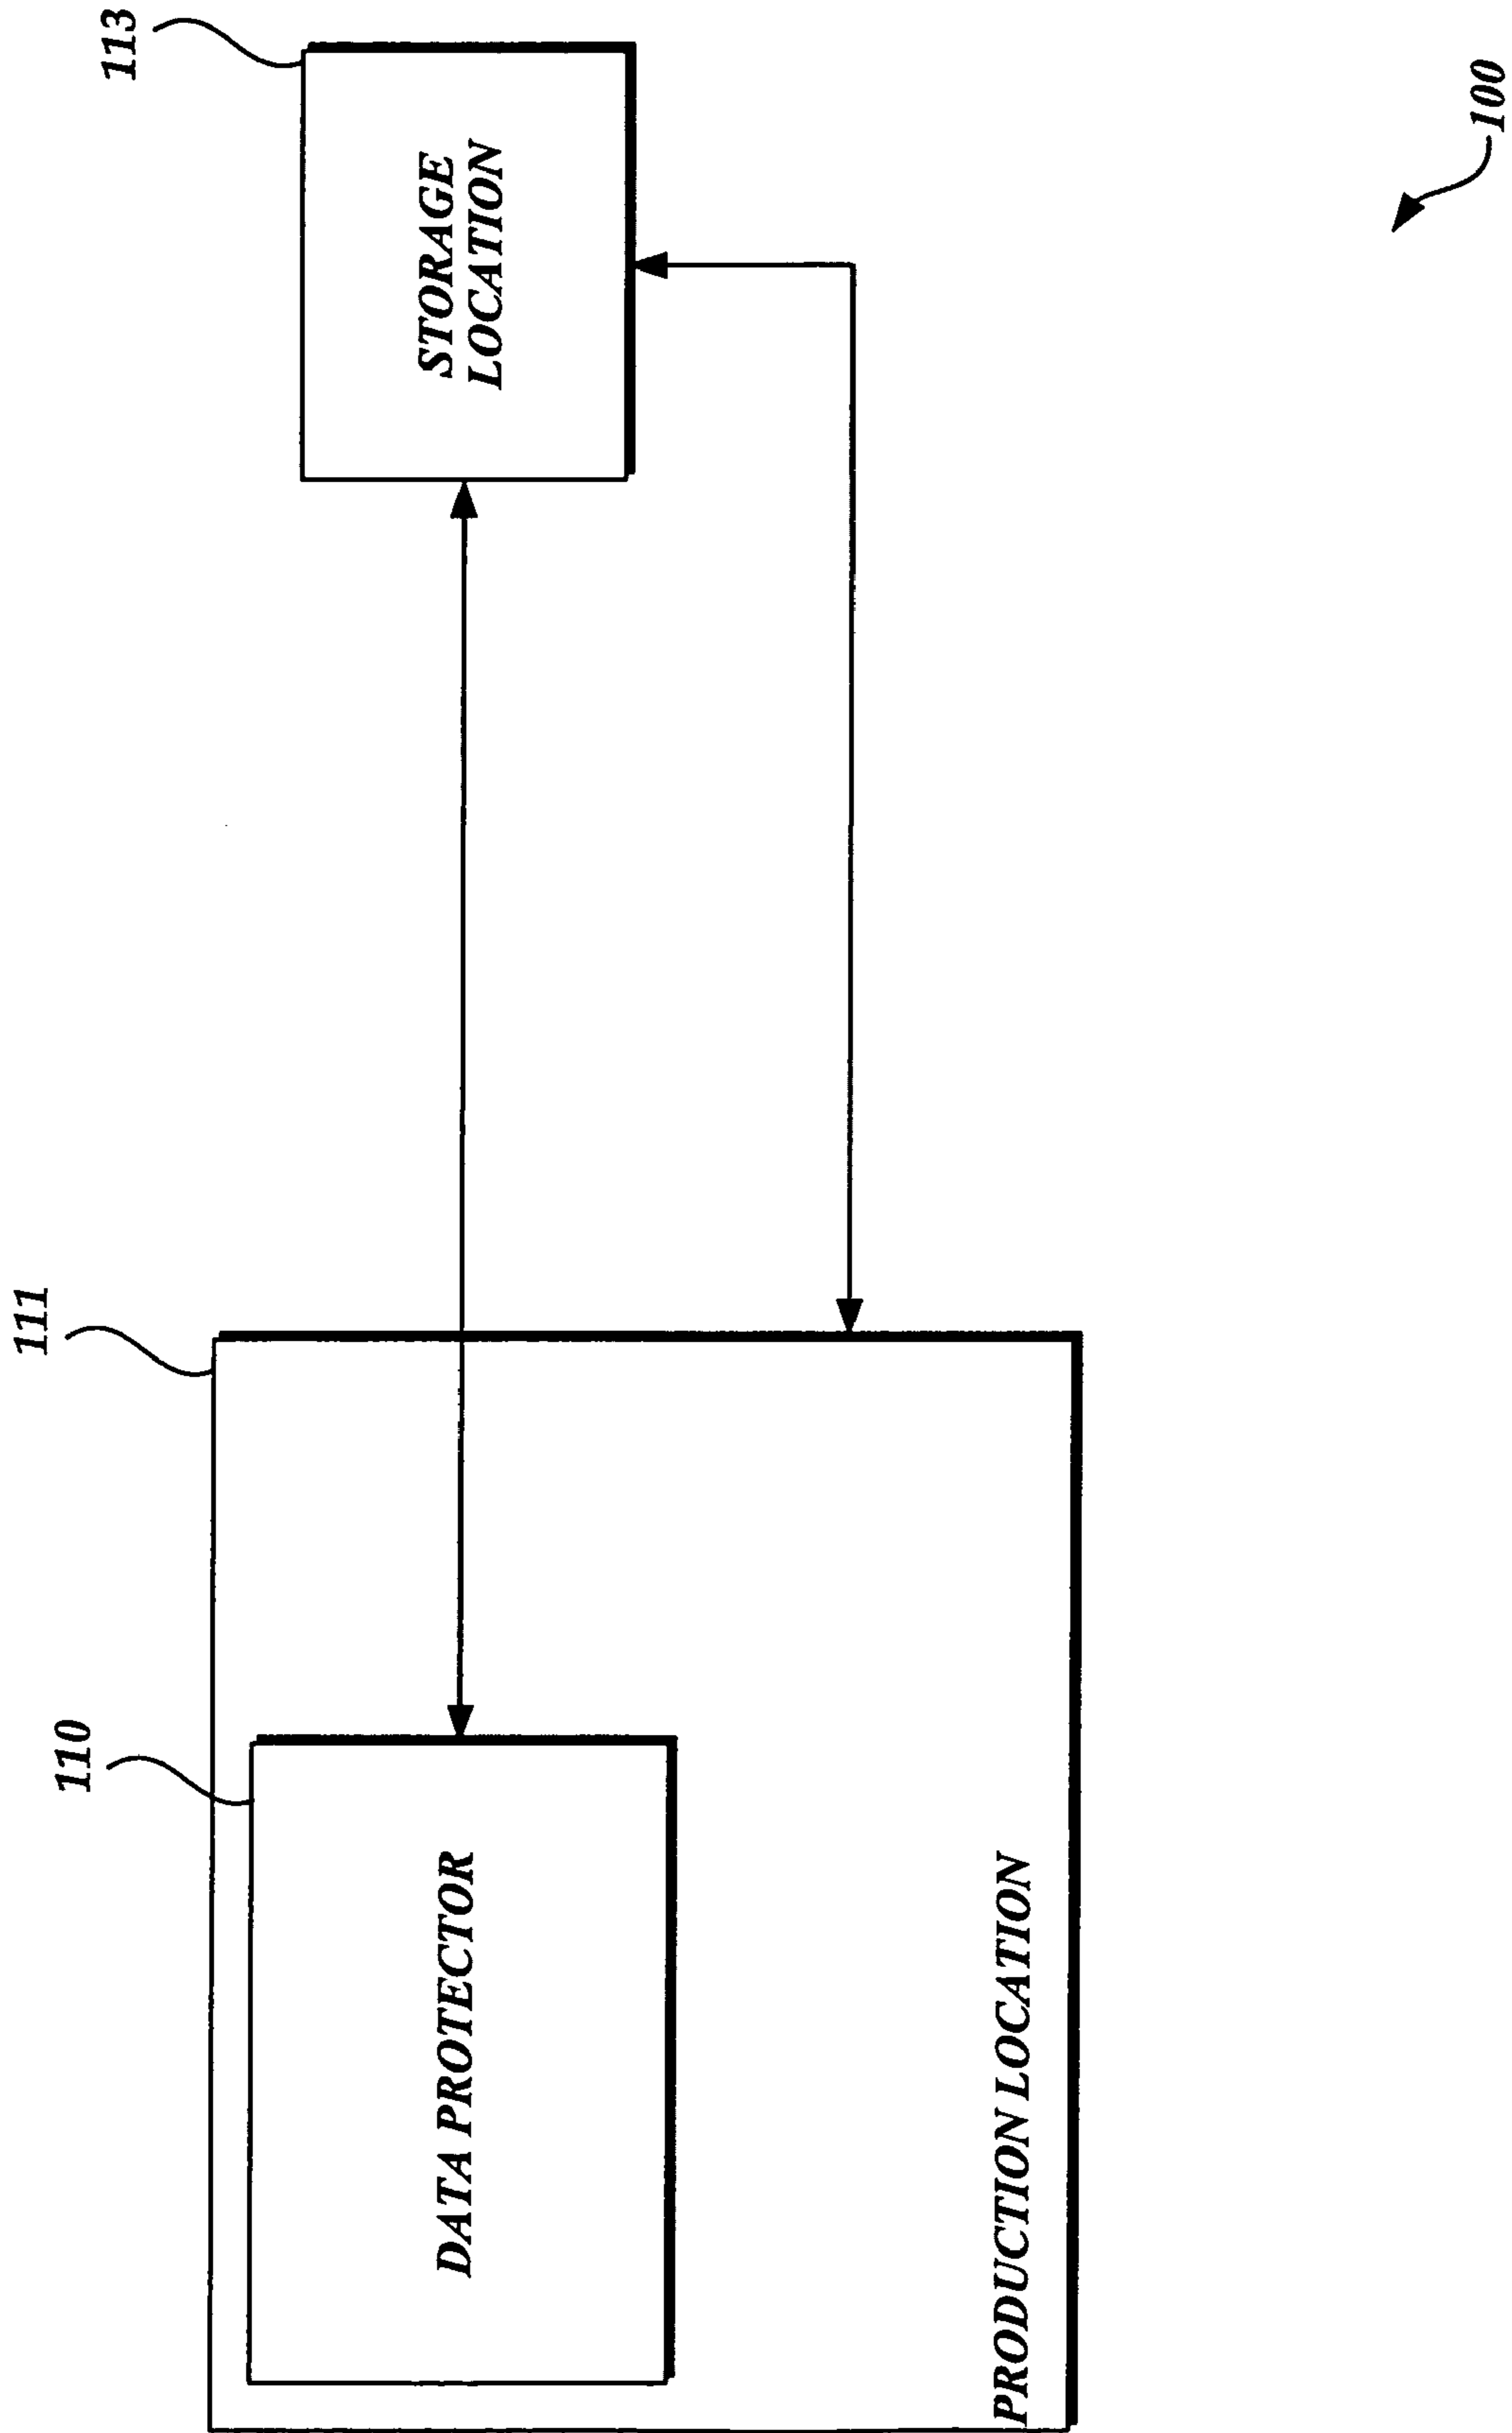 110
111
113
DATA PROTECTOR
STORAGE
LOCATION
PRODUCTION LOCATION
100